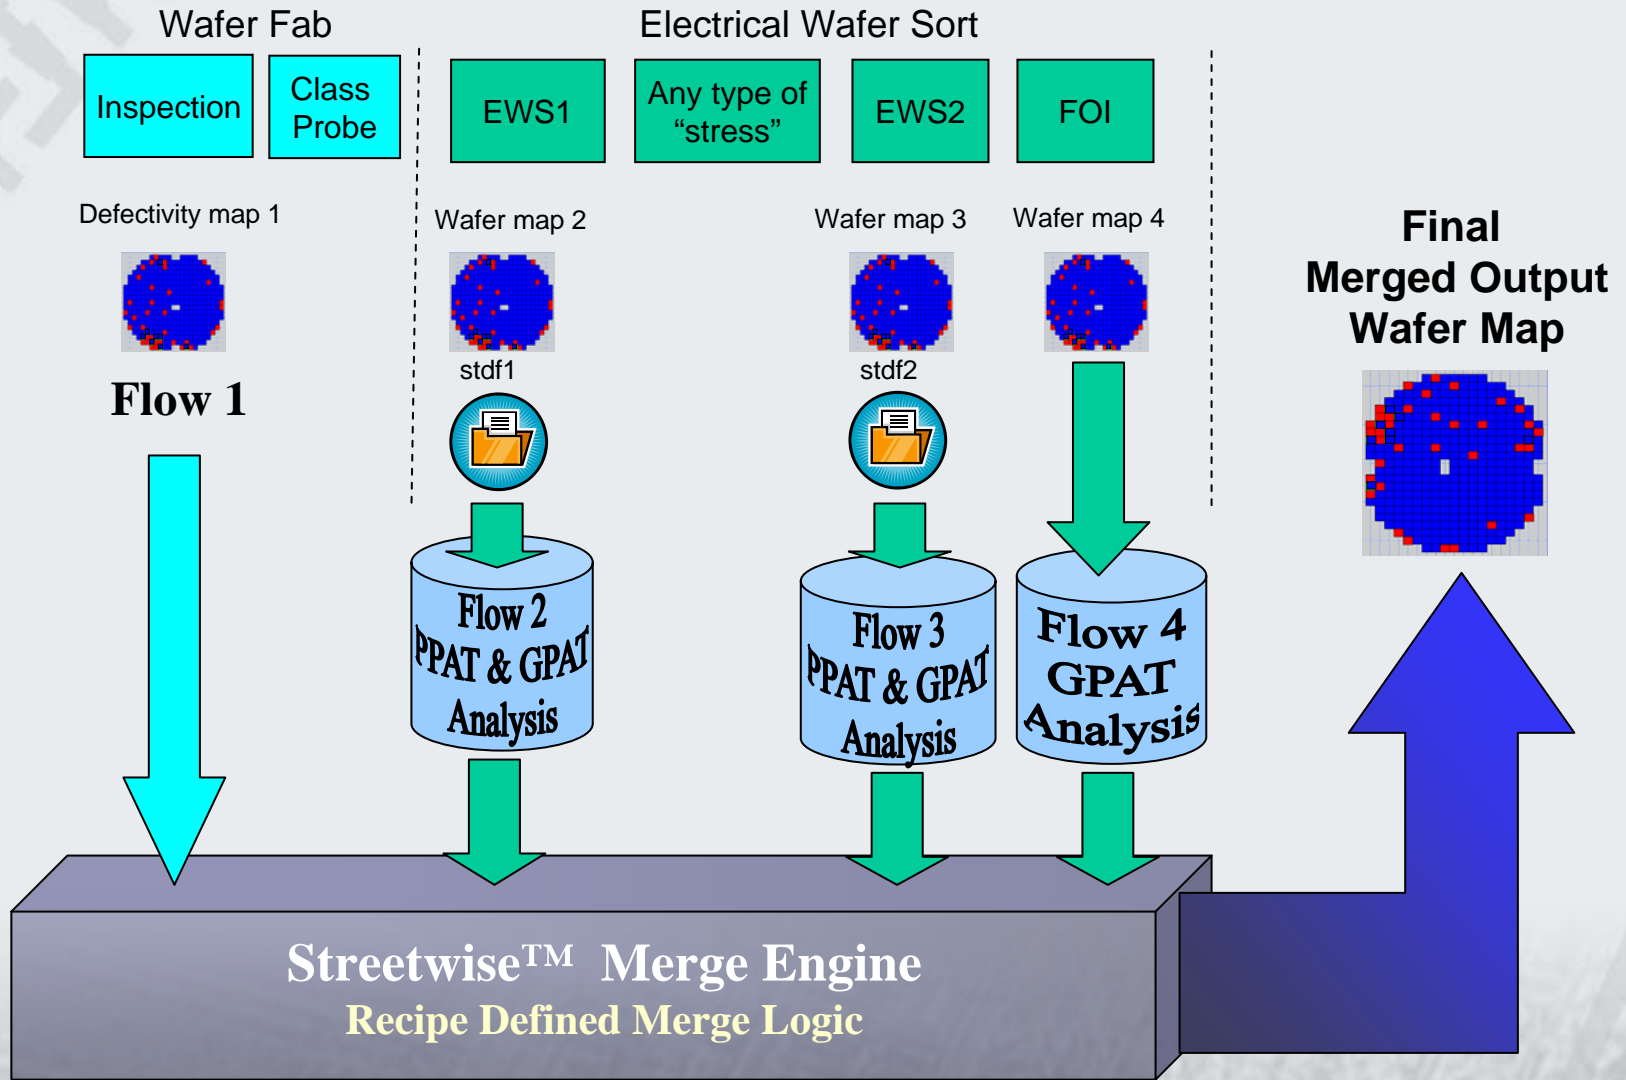 Wafer Fab
Electrical Wafer Sort
Inspection
Class
Probe
EWS1
Any type of
“stress”
EWS2
FOI
Defectivity map 1
Wafer map 2
Wafer map 3
Wafer map 4
Final
Merged Output
Wafer Map
stdf1
stdf2
Flow 1
Flow 2
PPAT & GPAT
Analysis
Flow 3
PPAT & GPAT
Analysis
Flow 4
GPAT
Analysis
Streetwise™ Merge Engine
Recipe Defined Merge Logic